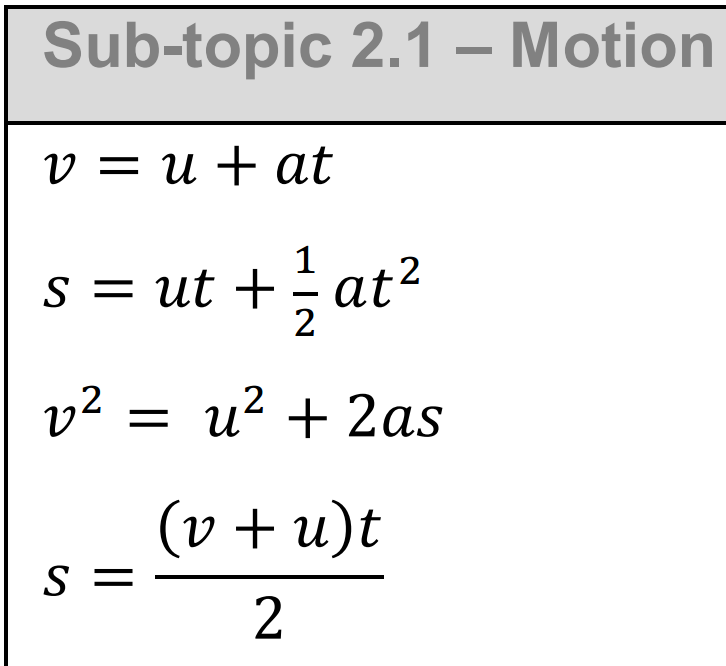 Sub-topic 2.1 – Motion
v = u + at
s = ut + ½ at²
v² = u² + 2as
s = (v + u)t / 2